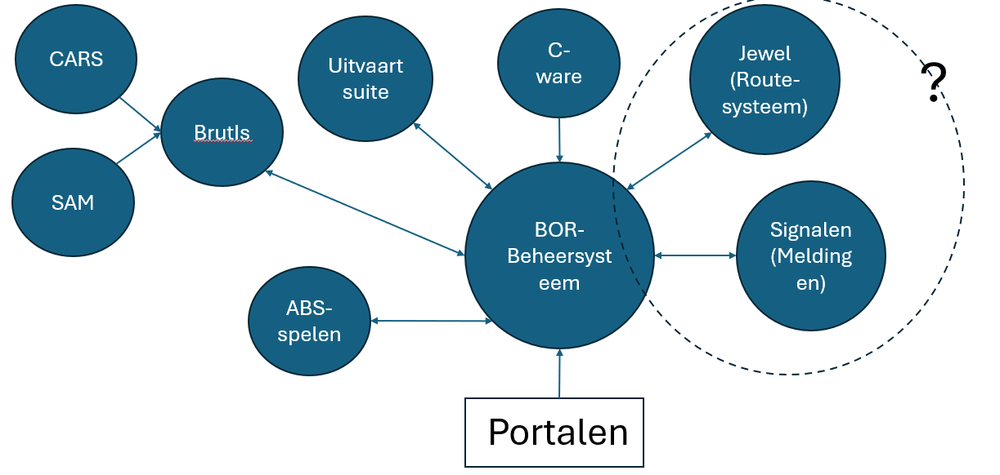 CARS
SAM
BrutIs
Uitvaart
suite
C-
ware
Jewel
(Route-
systeem)
?
BOR-
Beheersyst
eem
Signalen
(Melding
en)
ABS-
spelen
Portalen